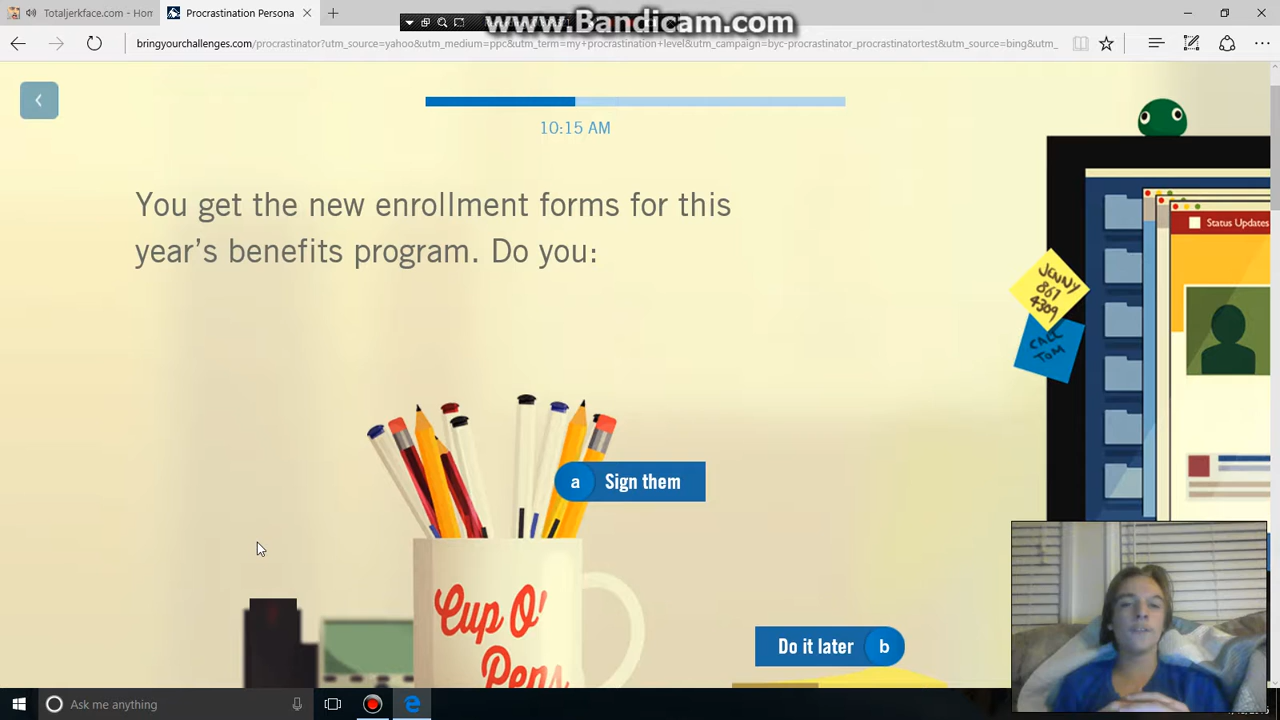 Totaljerkface.com - Hom
Procrastination Persona
www.Bandicam.com
bringyourchallenges.com/procrastinator?utm_source=yahoo&utm_medium=ppc&utm_term=my+procrastination+level&utm_campaign=byc-procrastinator_procrastinatortest&utm_source=bing&utm_
10:15 AM
You get the new enrollment forms for this
year's benefits program. Do you:
Status Updates
JENNY
867
4309
CALL
TOM
a Sign them
Cup O'
Pens
Do it later b
Ask me anything